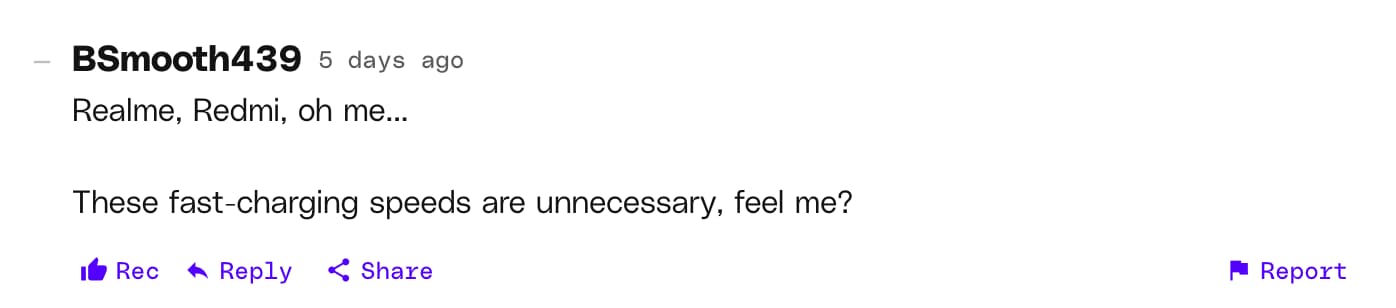 BSmooth439 5 days ago
Realme, Redmi, oh me...
These fast-charging speeds are unnecessary, feel me?
Rec Reply Share Report